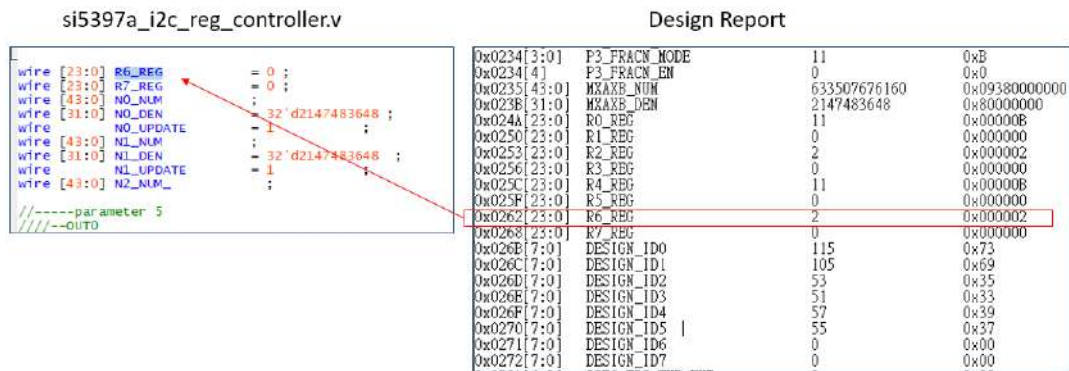 si5397a_i2c_reg_controller.v
Design Report
wire [23:0] R6_REG = 0 ;
wire [23:0] R7_REG = 0 ;
wire [43:0] N0_NUM ;
wire [31:0] N0_DEN = 32'd2147483648 ;
wire N0_UPDATE = 1 ;
wire [43:0] N1_NUM ;
wire [31:0] N1_DEN = 32'd2147483648 ;
wire N1_UPDATE = 1 ;
wire [43:0] N2_NUM_ ;
//-----parameter 5
////--OUT0
0x0234[3:0] P3_FRACN_MODE 11 0xB
0x0234[4] P3_FRACN_EN 0 0x0
0x0235[43:0] MXAXB_NUM 633507676160 0x09380000000
0x023B[31:0] MXAXB_DEN 2147483648 0x80000000
0x024A[23:0] R0_REG 11 0x00000B
0x0250[23:0] R1_REG 0 0x000000
0x0253[23:0] R2_REG 2 0x000002
0x0256[23:0] R3_REG 0 0x000000
0x025C[23:0] R4_REG 11 0x00000B
0x025F[23:0] R5_REG 0 0x000000
0x0262[23:0] R6_REG 2 0x000002
0x0268[23:0] R7_REG 0 0x000000
0x026B[7:0] DESIGN_ID0 115 0x73
0x026C[7:0] DESIGN_ID1 105 0x69
0x026D[7:0] DESIGN_ID2 53 0x35
0x026E[7:0] DESIGN_ID3 51 0x33
0x026F[7:0] DESIGN_ID4 57 0x39
0x0270[7:0] DESIGN_ID5 55 0x37
0x0271[7:0] DESIGN_ID6 0 0x00
0x0272[7:0] DESIGN_ID7 0 0x00